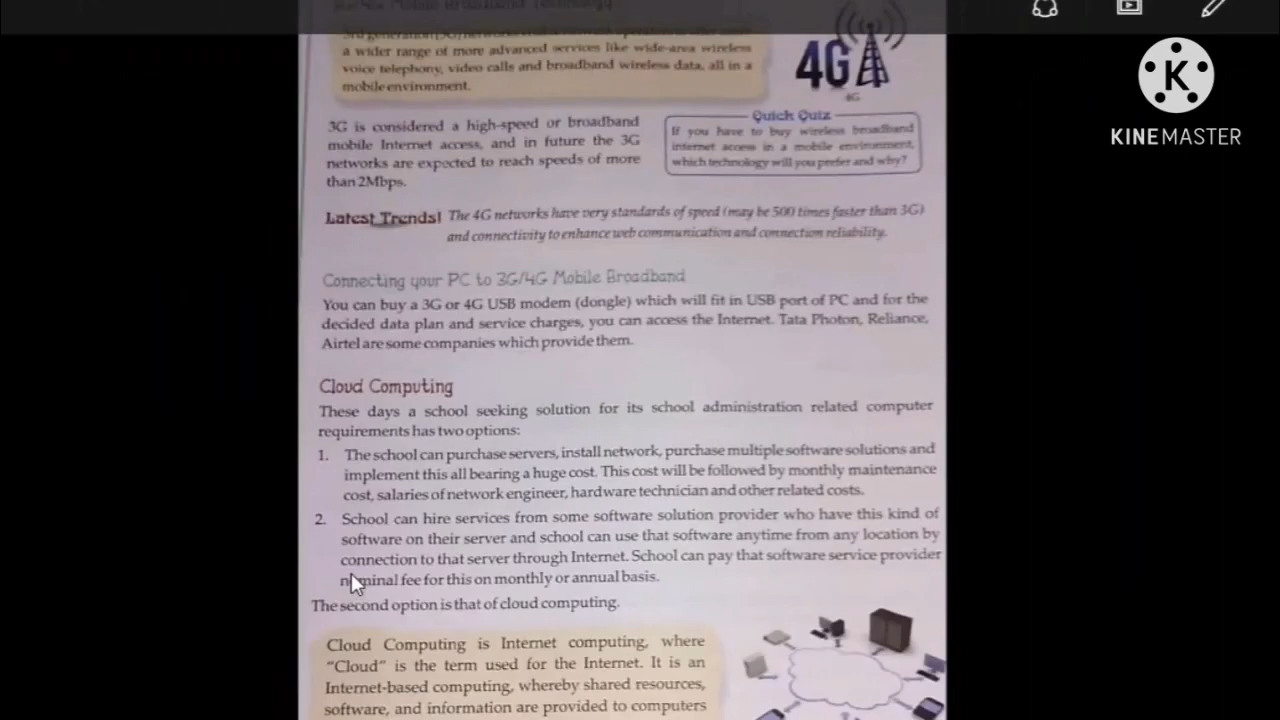 a wider range of more advanced services like wide-area wireless
voice telephony, video calls and broadband wireless data, all in a
mobile environment.
4G
4G
3G is considered a high-speed or broadband
mobile Internet access, and in future the 3G
networks are expected to reach speeds of more
than 2Mbps.
Quick Quiz
If you have to buy wireless broadband
internet access in a mobile environment,
which technology will you prefer and why?
Latest Trends! The 4G networks have very standards of speed (may be 500 times faster than 3G)
and connectivity to enhance web communication and connection reliability.
Connecting your PC to 3G/4G Mobile Broadband
You can buy a 3G or 4G USB modem (dongle) which will fit in USB port of PC and for the
decided data plan and service charges, you can access the Internet. Tata Photon, Reliance,
Airtel are some companies which provide them.
Cloud Computing
These days a school seeking solution for its school administration related computer
requirements has two options:
1. The school can purchase servers, install network, purchase multiple software solutions and
implement this all bearing a huge cost. This cost will be followed by monthly maintenance
cost, salaries of network engineer, hardware technician and other related costs.
2. School can hire services from some software solution provider who have this kind of
software on their server and school can use that software anytime from any location by
connection to that server through Internet. School can pay that software service provider
nominal fee for this on monthly or annual basis.
The second option is that of cloud computing.
Cloud Computing is Internet computing, where
"Cloud" is the term used for the Internet. It is an
Internet-based computing, whereby shared resources,
software, and information are provided to computers
K
KINEMASTER